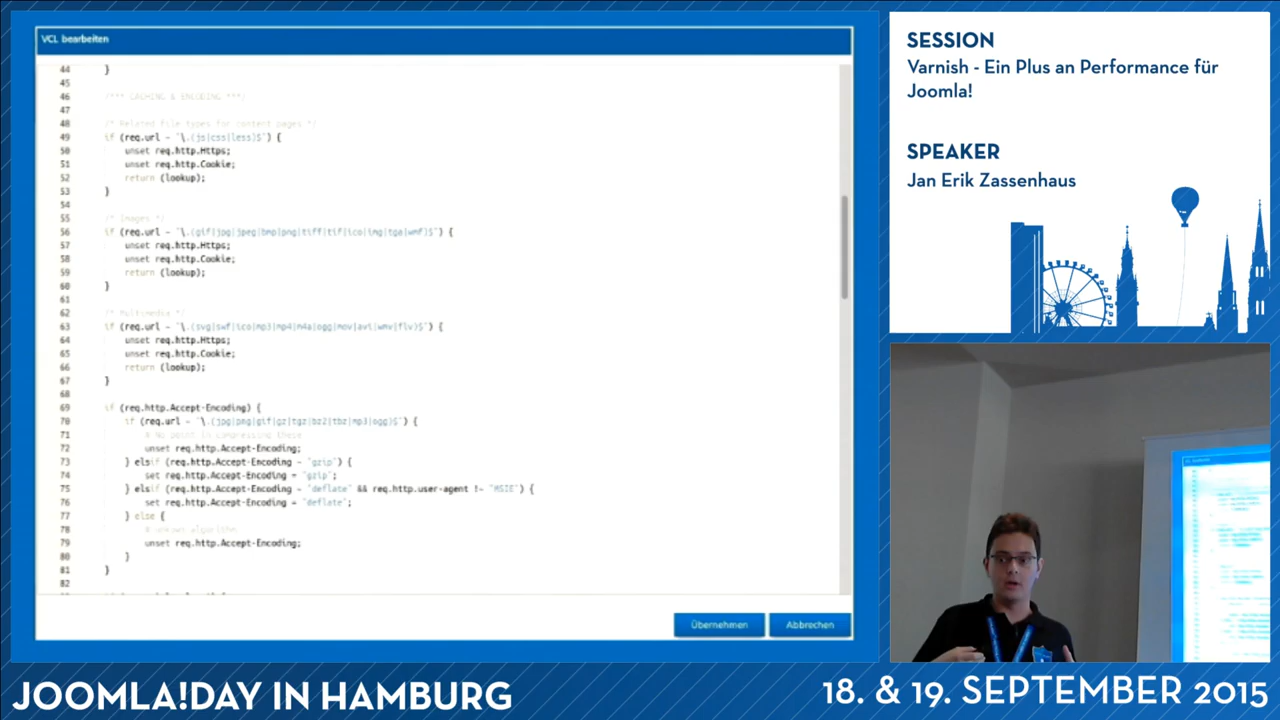 VCL bearbeiten
44 }
45
46 /*** CACHING & ENCODING ***/
47
48 /* Related file types for content pages */
49 if (req.url ~ "\.(js|css|less)$") {
50 unset req.http.Https;
51 unset req.http.Cookie;
52 return (lookup);
53 }
54
55 /* Images */
56 if (req.url ~ "\.(gif|jpg|jpeg|bmp|png|tiff|tif|ico|img|tga|wmf)$") {
57 unset req.http.Https;
58 unset req.http.Cookie;
59 return (lookup);
60 }
61
62 /* Multimedia */
63 if (req.url ~ "\.(svg|swf|ico|mp3|mp4|m4a|ogg|mov|avi|wmv|flv)$") {
64 unset req.http.Https;
65 unset req.http.Cookie;
66 return (lookup);
67 }
68
69 if (req.http.Accept-Encoding) {
70 if (req.url ~ "\.(jpg|png|gif|gz|tgz|bz2|tbz|mp3|ogg)$") {
71 # No point in compressing these
72 unset req.http.Accept-Encoding;
73 } elsif (req.http.Accept-Encoding ~ "gzip") {
74 set req.http.Accept-Encoding = "gzip";
75 } elsif (req.http.Accept-Encoding ~ "deflate" && req.http.user-agent !~ "MSIE") {
76 set req.http.Accept-Encoding = "deflate";
77 } else {
78 # unkown algorithm
79 unset req.http.Accept-Encoding;
80 }
81 }
82
Übernehmen
Abbrechen
SESSION
Varnish - Ein Plus an Performance für
Joomla!
SPEAKER
Jan Erik Zassenhaus
JOOMLA!DAY IN HAMBURG
18. & 19. SEPTEMBER 2015